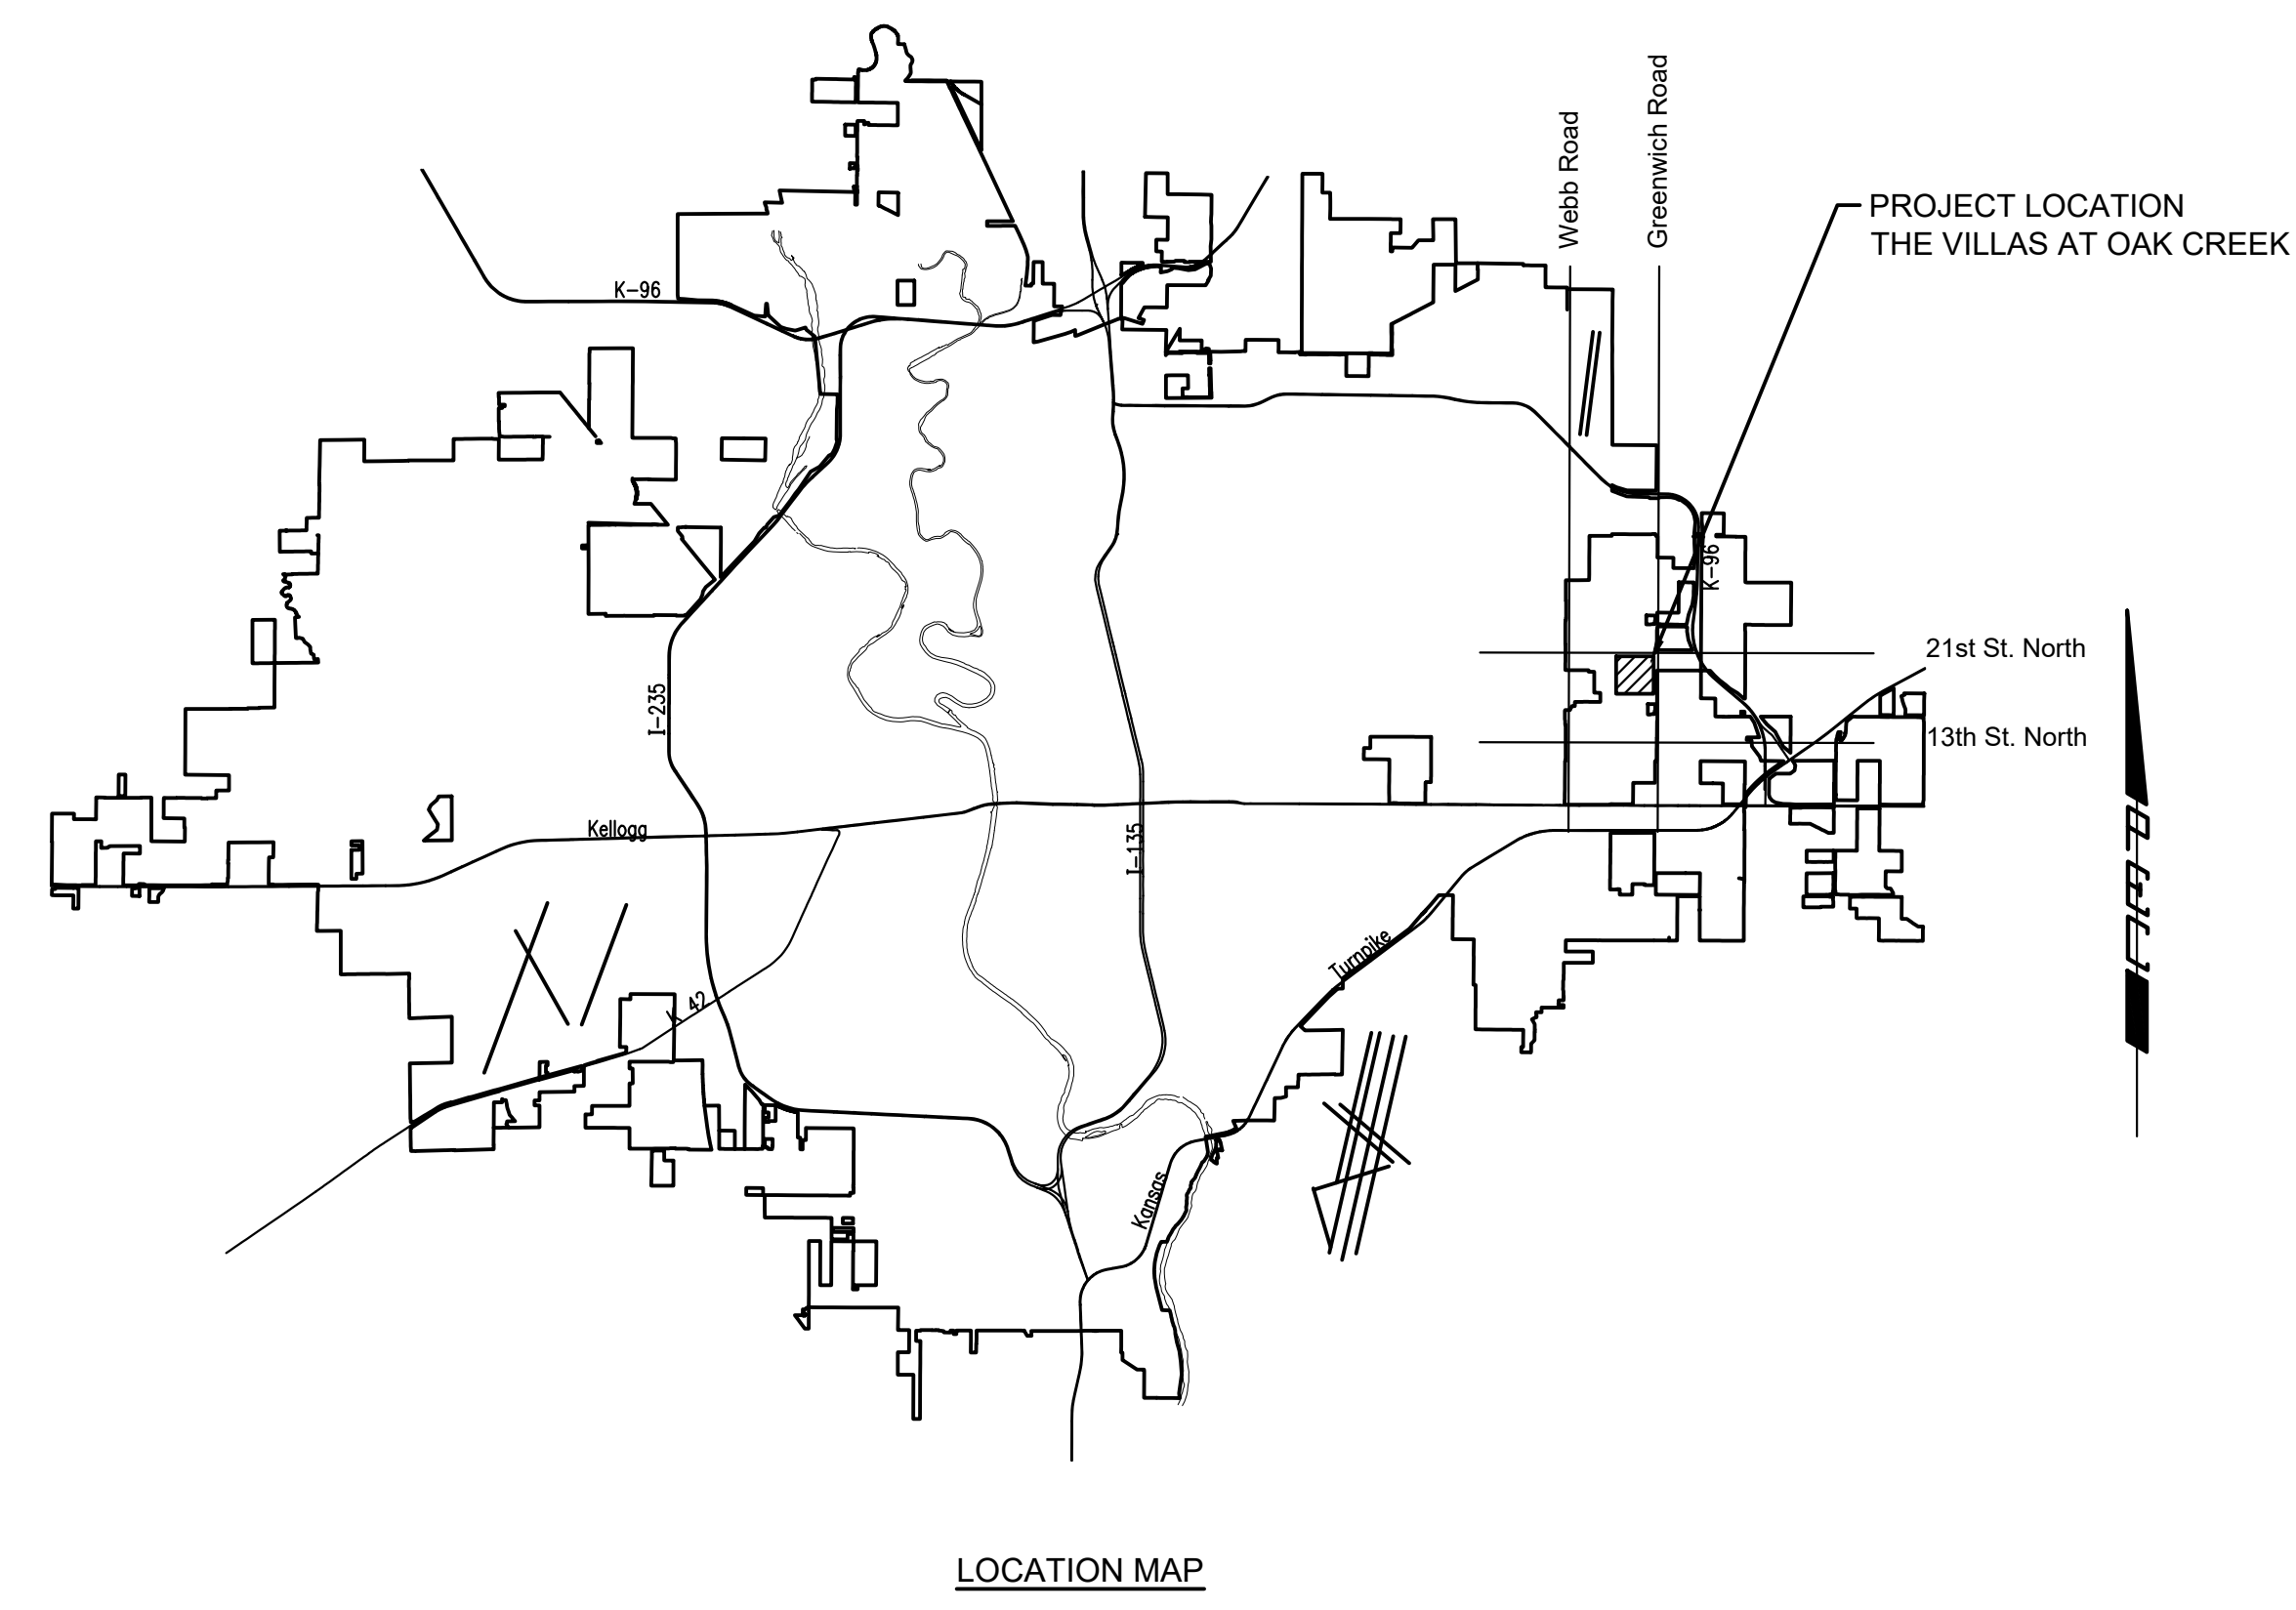 Webb Road
Greenwich Road
PROJECT LOCATION
THE VILLAS AT OAK CREEK
K-96
K-96
21st St. North
I-235
13th St. North
Kellogg
I-135
Turnpike
42
Kansas
LOCATION MAP